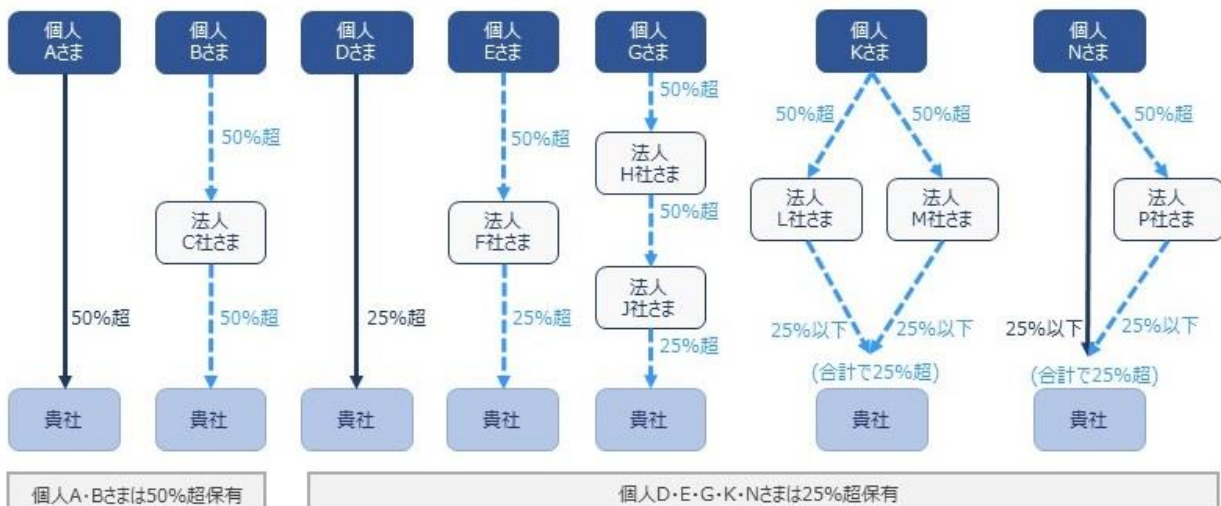 個人
Aさま
個人
Bさま
個人
Dさま
個人
Eさま
個人
Gさま
個人
Kさま
個人
Nさま
50%超
50%超
50%超
50%超
50%超
50%超
法人
H社さま
50%超
法人
C社さま
法人
F社さま
法人
L社さま
法人
M社さま
法人
P社さま
法人
J社さま
50%超
50%超
25%超
25%超
25%超
25%以下
25%以下
25%以下
25%以下
(合計で25%超)
(合計で25%超)
貴社
貴社
貴社
貴社
貴社
貴社
貴社
個人A・Bさまは50%超保有
個人D・E・G・K・Nさまは25%超保有